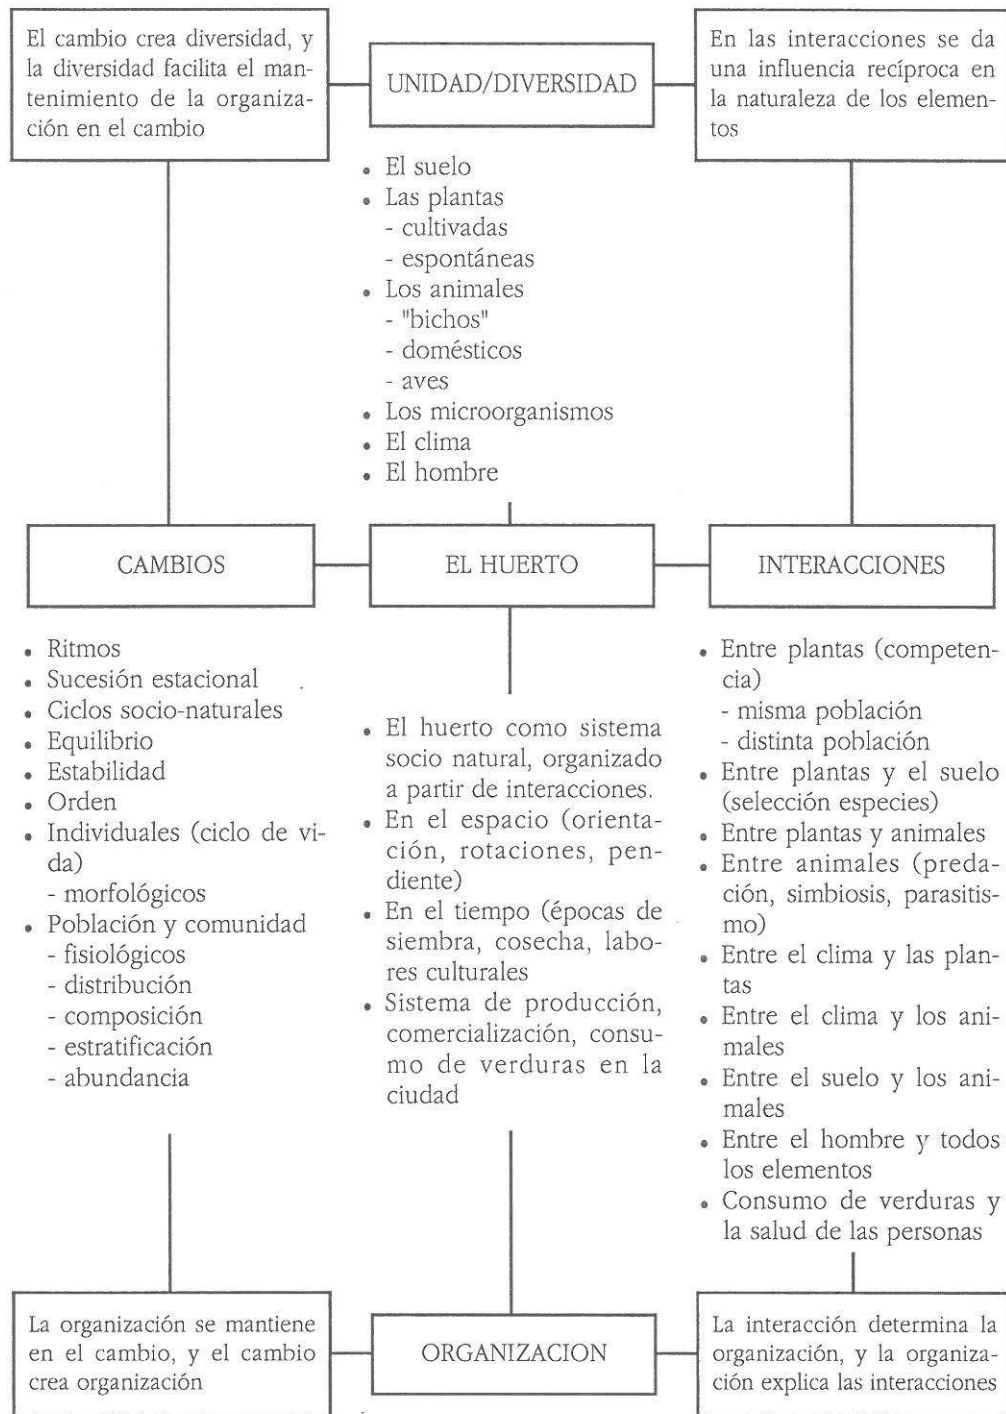 El cambio crea diversidad, y
la diversidad facilita el man-
tenimiento de la organiza-
ción en el cambio
UNIDAD/DIVERSIDAD
En las interacciones se da
una influencia recíproca en
la naturaleza de los elemen-
tos
• El suelo
• Las plantas
- cultivadas
- espontáneas
• Los animales
- "bichos"
- domésticos
- aves
• Los microorganismos
• El clima
• El hombre
CAMBIOS
EL HUERTO
INTERACCIONES
• Ritmos
• Sucesión estacional
• Ciclos socio-naturales
• Equilibrio
• Estabilidad
• Orden
• Individuales (ciclo de vi-
da)
- morfológicos
• Población y comunidad
- fisiológicos
- distribución
- composición
- estratificación
- abundancia
• El huerto como sistema
socio natural, organizado
a partir de interacciones.
• En el espacio (orienta-
ción, rotaciones, pen-
diente)
• En el tiempo (épocas de
siembra, cosecha, labo-
res culturales
• Sistema de producción,
comercialización, consu-
mo de verduras en la
ciudad
• Entre plantas (competen-
cia)
- misma población
- distinta población
• Entre plantas y el suelo
(selección especies)
• Entre plantas y animales
• Entre animales (preda-
ción, simbiosis, parasitis-
mo)
• Entre el clima y las plan-
tas
• Entre el clima y los ani-
males
• Entre el suelo y los ani-
males
• Entre el hombre y todos
los elementos
• Consumo de verduras y
la salud de las personas
La organización se mantiene
en el cambio, y el cambio
crea organización
ORGANIZACION
La interacción determina la
organización, y la organiza-
ción explica las interacciones